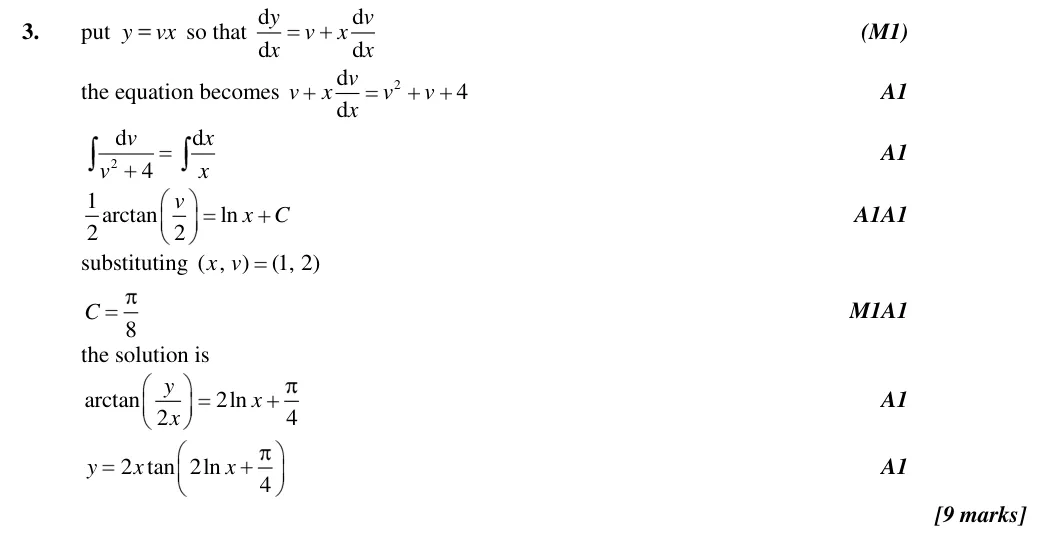 3. put y = vx so that dy/dx = v + x dv/dx (M1)
the equation becomes v + x dv/dx = v² + v + 4 A1
∫ dv/(v² + 4) = ∫ dx/x A1
1/2 arctan(v/2) = ln x + C A1A1
substituting (x, v) = (1, 2)
C = π/8 M1A1
the solution is
arctan(y/2x) = 2 ln x + π/4 A1
y = 2x tan(2 ln x + π/4) A1
[9 marks]